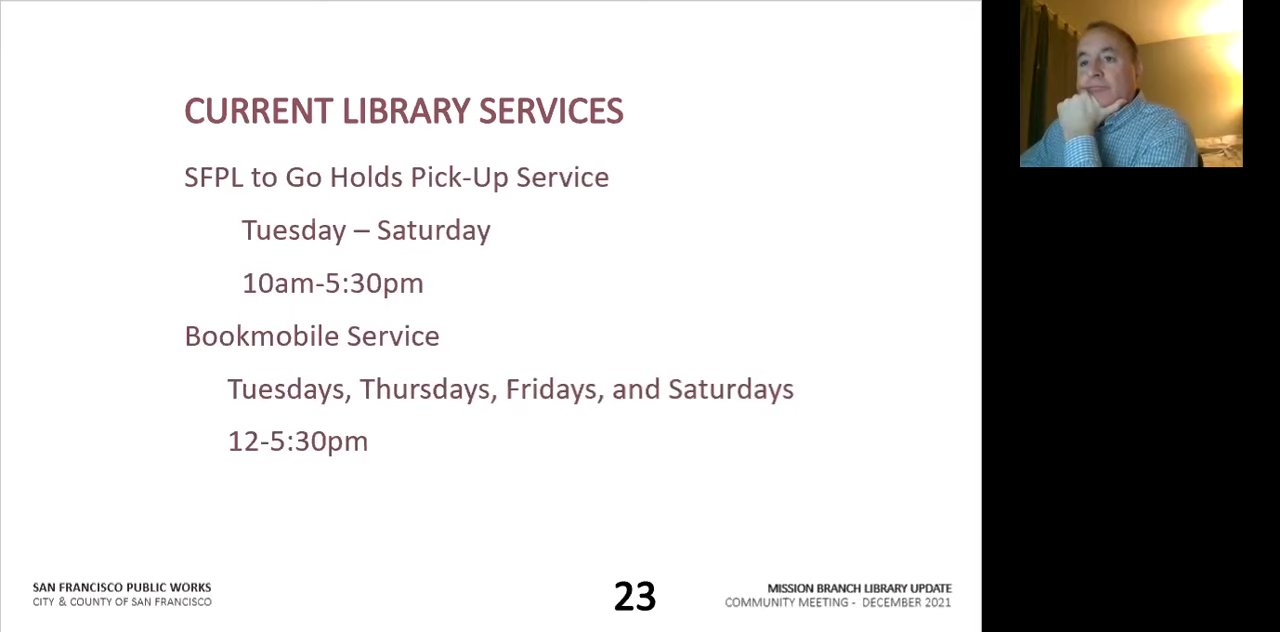 CURRENT LIBRARY SERVICES
SFPL to Go Holds Pick-Up Service
Tuesday – Saturday
10am-5:30pm
Bookmobile Service
Tuesdays, Thursdays, Fridays, and Saturdays
12-5:30pm
SAN FRANCISCO PUBLIC WORKS
CITY & COUNTY OF SAN FRANCISCO
23
MISSION BRANCH LIBRARY UPDATE
COMMUNITY MEETING - DECEMBER 2021